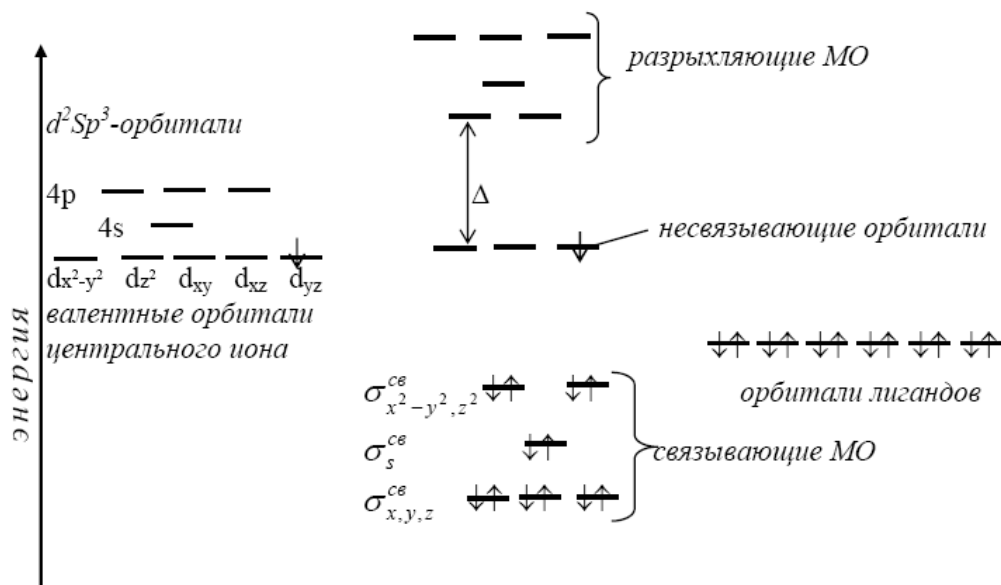 разрыхляющие МО
d²Sp³-орбитали
4p
Δ
4s
несвязывающие орбитали
dx²-y² dz² dxy dxz dyz
валентные орбитали
центрального иона
энергия
орбитали лигандов
σ^св_x²−y²,z²
σ^св_s
связывающие МО
σ^св_x,y,z